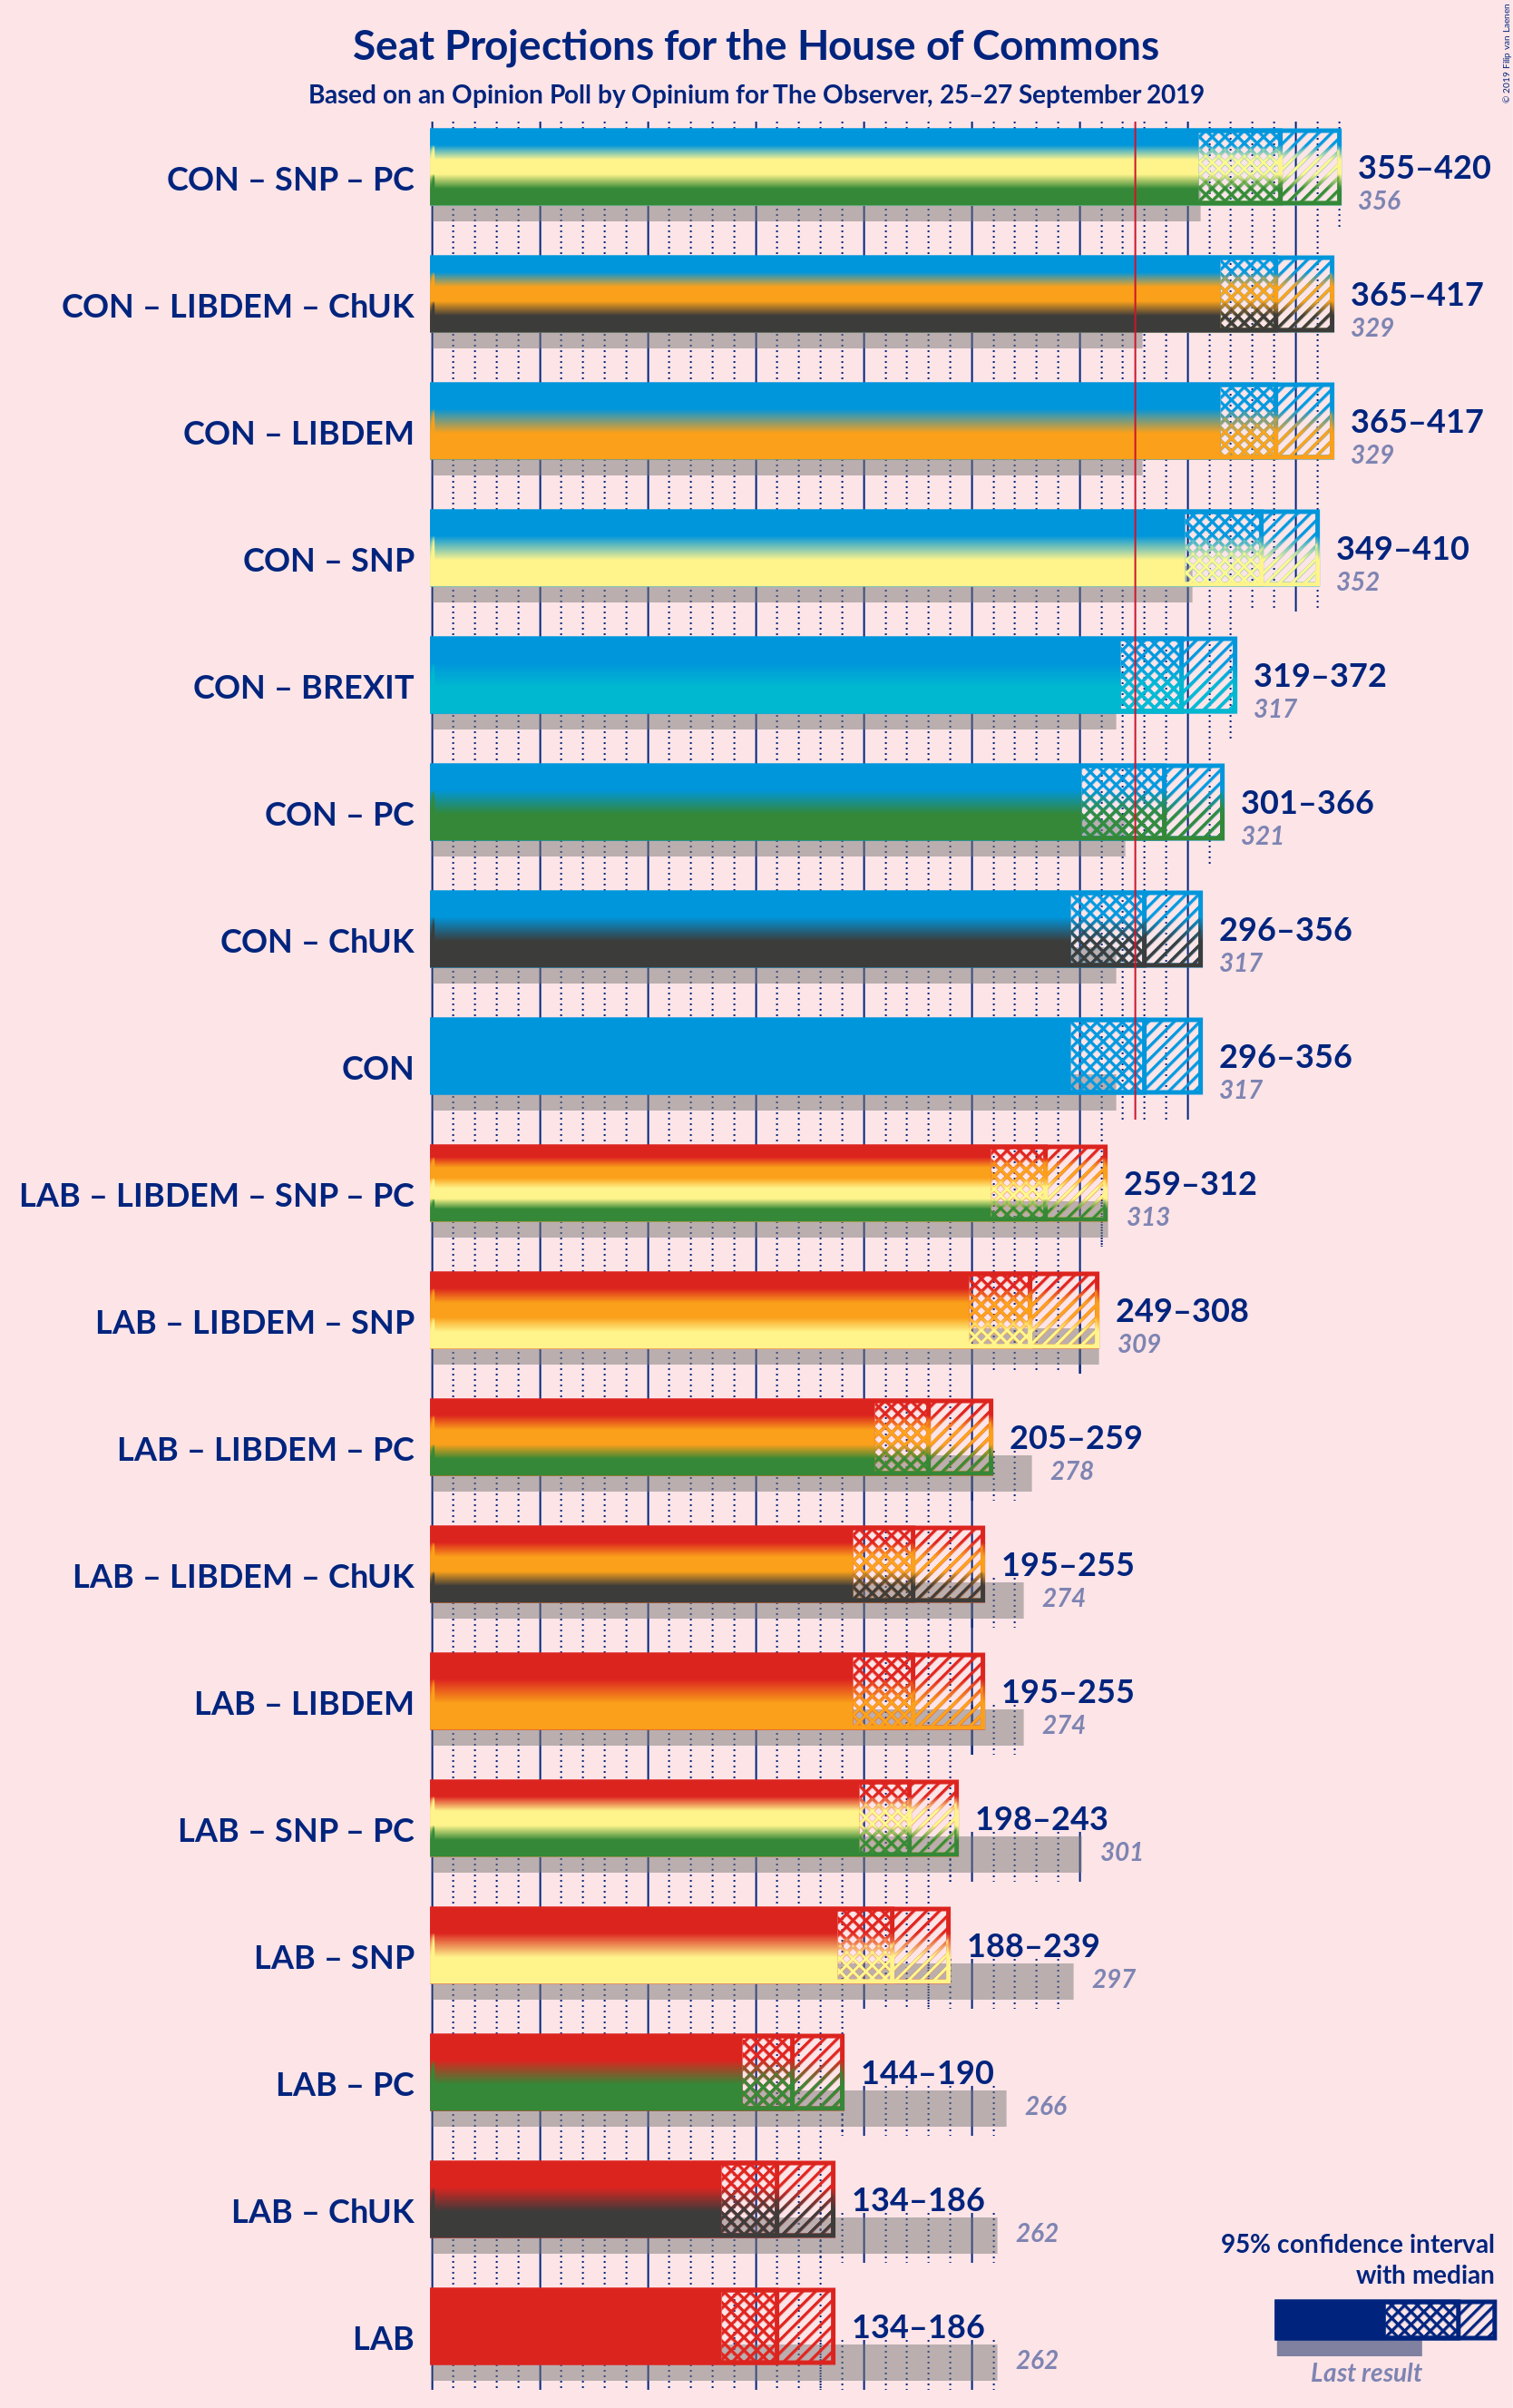 Seat Projections for the House of Commons
Based on an Opinion Poll by Opinium for The Observer, 25–27 September 2019
© 2019 Filip van Laenen
CON – SNP – PC
355–420
356
CON – LIBDEM – ChUK
365–417
329
CON – LIBDEM
365–417
329
CON – SNP
349–410
352
CON – BREXIT
319–372
317
CON – PC
301–366
321
CON – ChUK
296–356
317
CON
296–356
317
LAB – LIBDEM – SNP – PC
259–312
313
LAB – LIBDEM – SNP
249–308
309
LAB – LIBDEM – PC
205–259
278
LAB – LIBDEM – ChUK
195–255
274
LAB – LIBDEM
195–255
274
LAB – SNP – PC
198–243
301
LAB – SNP
188–239
297
LAB – PC
144–190
266
LAB – ChUK
134–186
262
LAB
134–186
262
95% confidence interval
with median
Last result